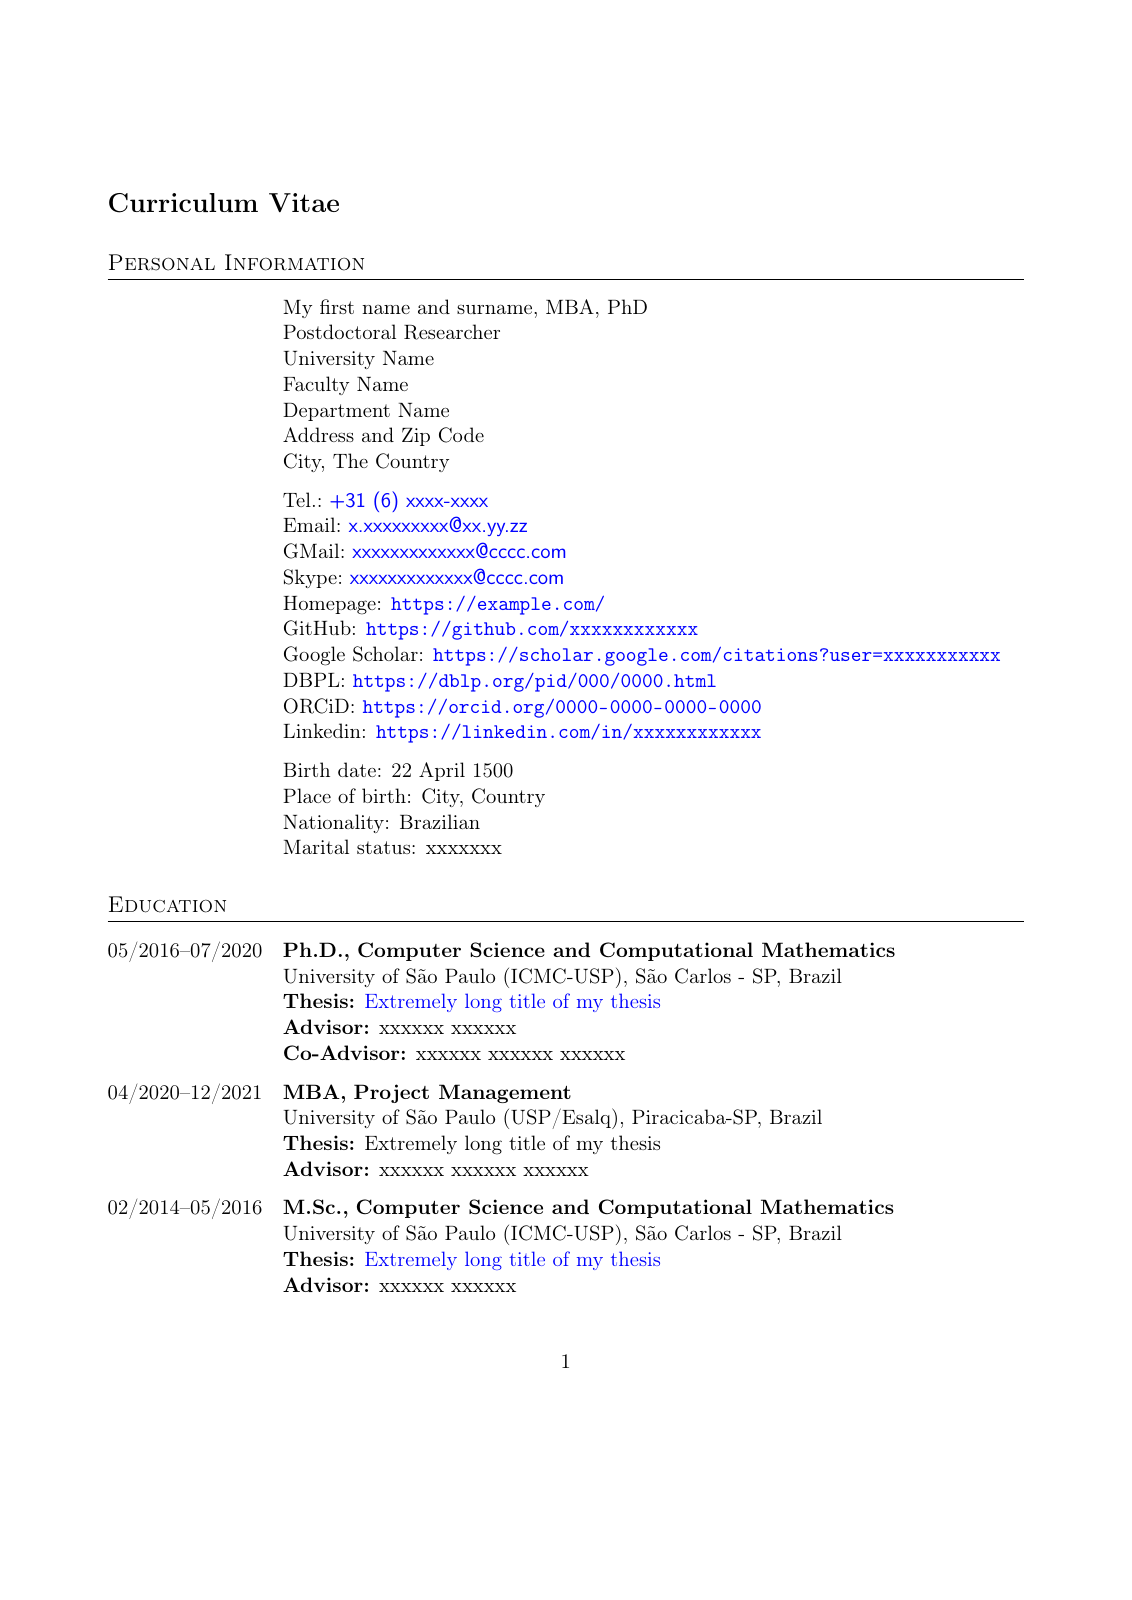 Curriculum Vitae
Personal Information
My first name and surname, MBA, PhD
Postdoctoral Researcher
University Name
Faculty Name
Department Name
Address and Zip Code
City, The Country
Tel.: +31 (6) xxxx-xxxx
Email: x.xxxxxxxxx@xx.yy.zz
GMail: xxxxxxxxxxxxx@cccc.com
Skype: xxxxxxxxxxxxx@cccc.com
Homepage: https://example.com/
GitHub: https://github.com/xxxxxxxxxxxx
Google Scholar: https://scholar.google.com/citations?user=xxxxxxxxxxx
DBPL: https://dblp.org/pid/000/0000.html
ORCiD: https://orcid.org/0000-0000-0000-0000
Linkedin: https://linkedin.com/in/xxxxxxxxxxxx
Birth date: 22 April 1500
Place of birth: City, Country
Nationality: Brazilian
Marital status: xxxxxxx
Education
05/2016–07/2020 Ph.D., Computer Science and Computational Mathematics
University of São Paulo (ICMC-USP), São Carlos - SP, Brazil
Thesis: Extremely long title of my thesis
Advisor: xxxxxx xxxxxx
Co-Advisor: xxxxxx xxxxxx xxxxxx
04/2020–12/2021 MBA, Project Management
University of São Paulo (USP/Esalq), Piracicaba-SP, Brazil
Thesis: Extremely long title of my thesis
Advisor: xxxxxx xxxxxx xxxxxx
02/2014–05/2016 M.Sc., Computer Science and Computational Mathematics
University of São Paulo (ICMC-USP), São Carlos - SP, Brazil
Thesis: Extremely long title of my thesis
Advisor: xxxxxx xxxxxx
1